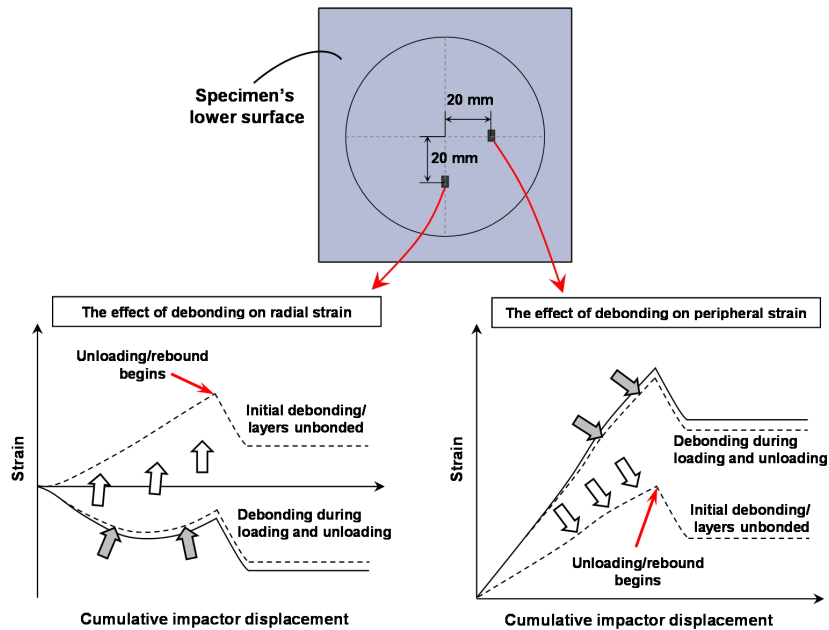 Specimen's
lower surface
20 mm
20 mm
The effect of debonding on radial strain
The effect of debonding on peripheral strain
Unloading/rebound
begins
Initial debonding/
layers unbonded
Strain
Debonding during
loading and unloading
Cumulative impactor displacement
Debonding during
loading and unloading
Strain
Initial debonding/
layers unbonded
Unloading/rebound
begins
Cumulative impactor displacement